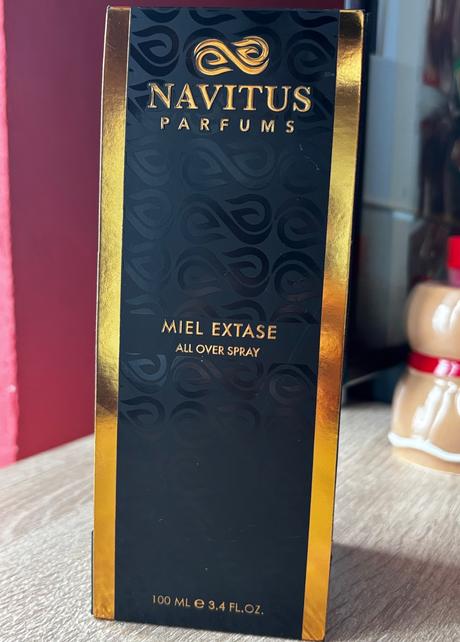 NAVITUS
PARFUMS
MIEL EXTASE
ALL OVER SPRAY
100 ML ℮ 3.4 FL.OZ.